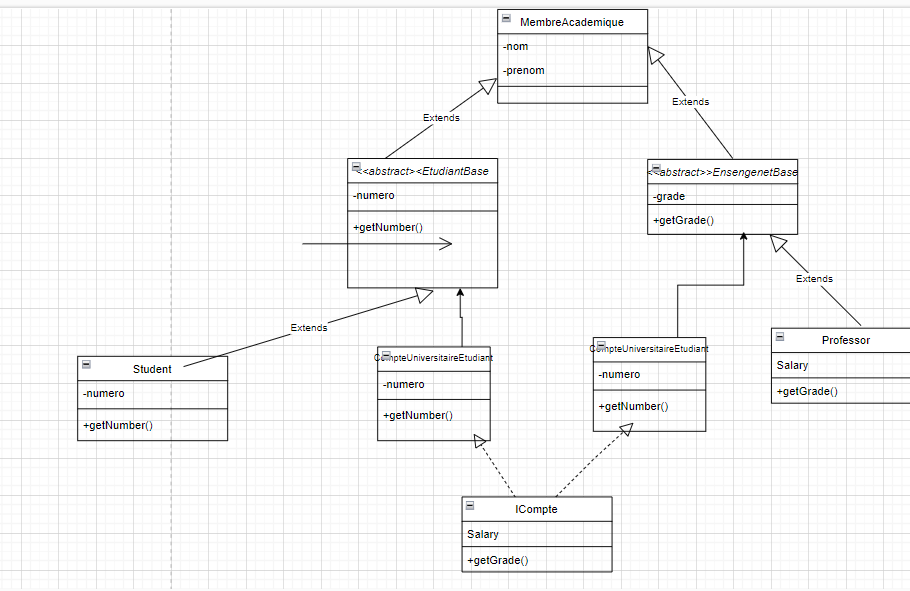 MembreAcademique
-nom
-prenom
Extends
Extends
<<abstract><EtudiantBase
-numero
+getNumber()
<<abstract>>EnsengenetBase
-grade
+getGrade()
Extends
Extends
Student
-numero
+getNumber()
CompteUniversitaireEtudiant
-numero
+getNumber()
CompteUniversitaireEtudiant
-numero
+getNumber()
Professor
Salary
+getGrade()
ICompte
Salary
+getGrade()